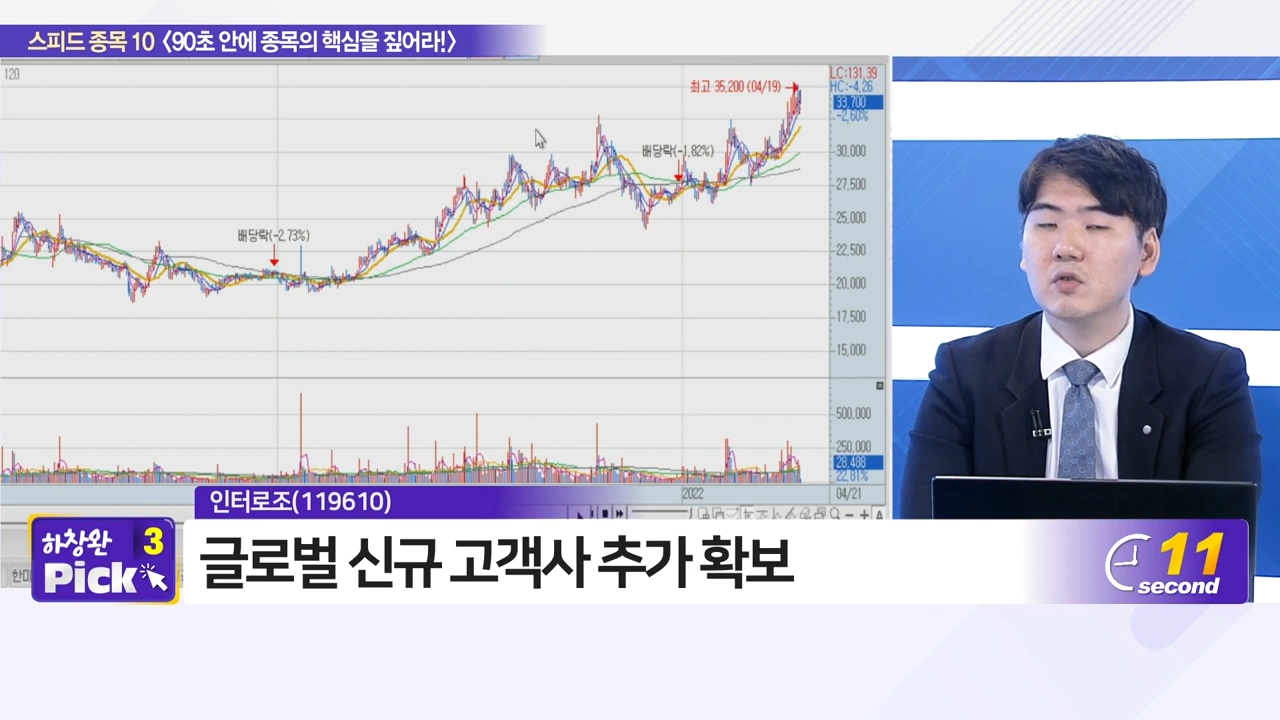 스피드 종목 10 <90초 안에 종목의 핵심을 짚어라!>
120
최고 35,200 (04/19)
LC:131.39
HC:-4.26
33,700
-2.60%
배당락(-1.82%)
30,000
27,500
25,000
배당락(-2.73%)
22,500
20,000
17,500
15,000
500,000
250,000
28,488
22.81%
2022
04/21
인터로조(119610)
하창완
Pick
3
글로벌 신규 고객사 추가 확보
11
second